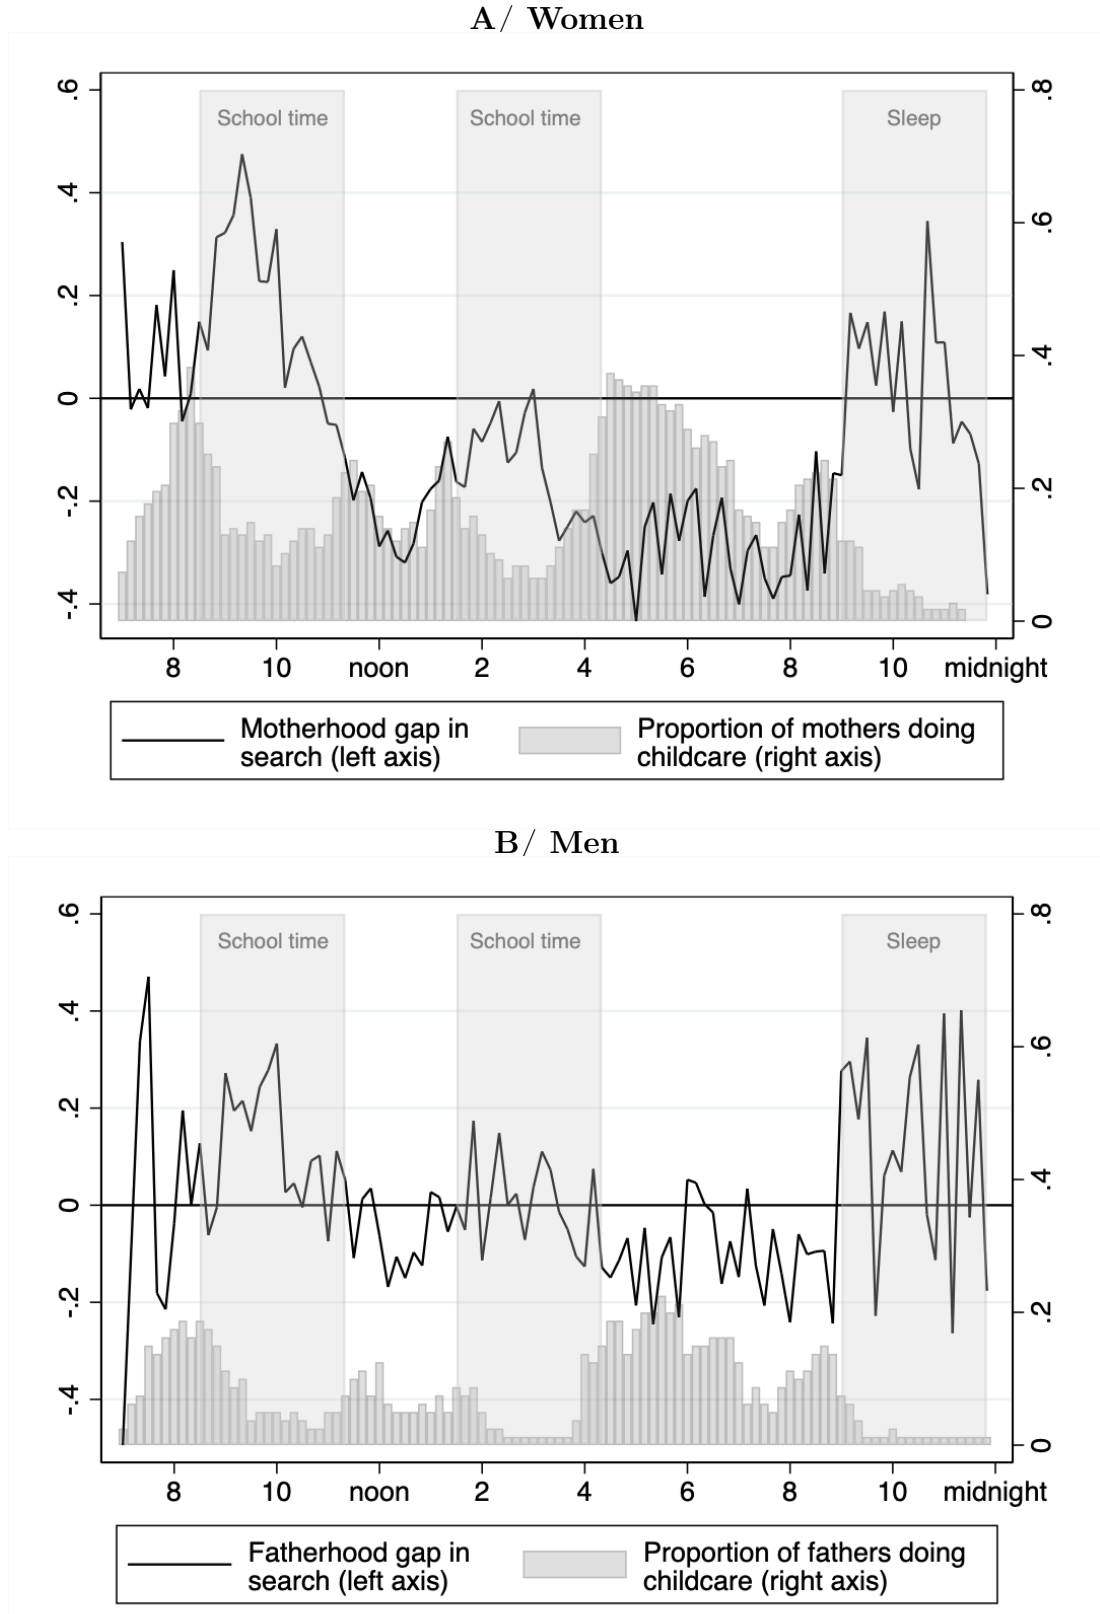 A/ Women
School time
School time
Sleep
.6
.4
.2
0
-.2
-.4
.8
.6
.4
.2
0
8
10
noon
2
4
6
8
10
midnight
Motherhood gap in
search (left axis)
Proportion of mothers doing
childcare (right axis)
B/ Men
School time
School time
Sleep
.6
.4
.2
0
-.2
-.4
.8
.6
.4
.2
0
8
10
noon
2
4
6
8
10
midnight
Fatherhood gap in
search (left axis)
Proportion of fathers doing
childcare (right axis)